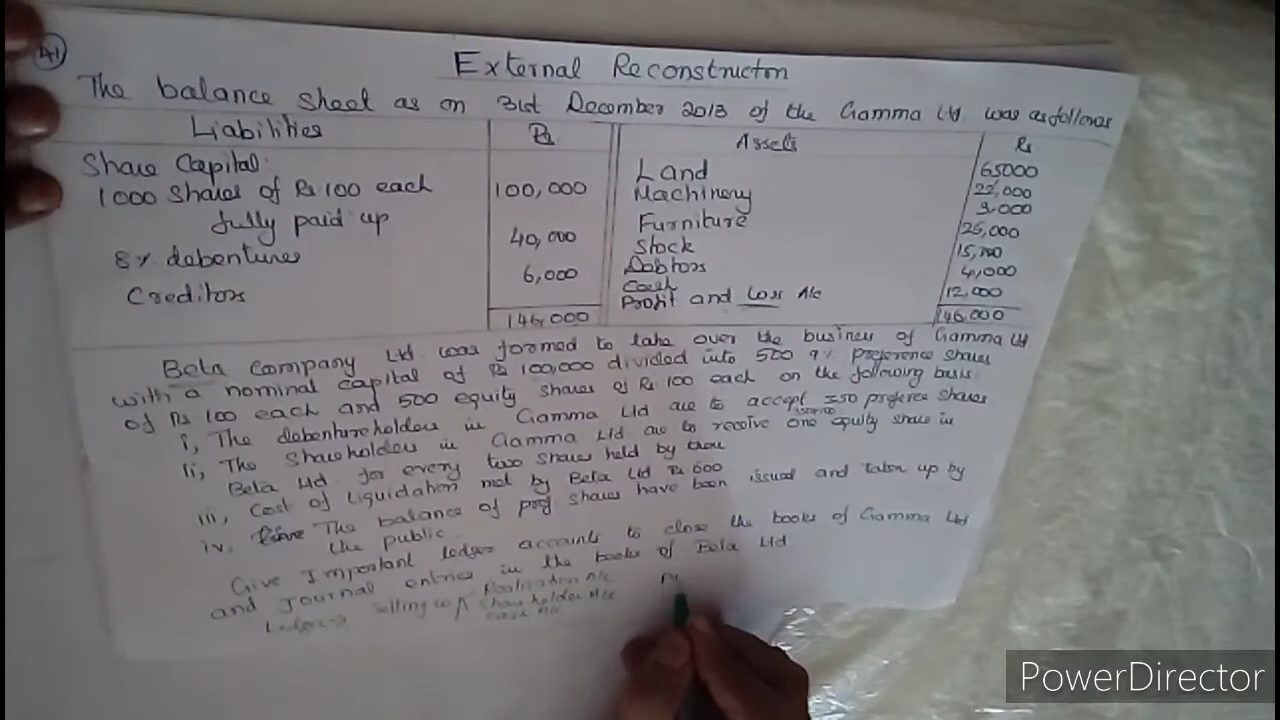 41
External Reconstructon
The balance sheet as on 31st December 2013 of the Gamma Ltd was as follows
Liabilities Rs Assets Rs
Share Capital: Land 65000
1000 shares of Rs 100 each 100,000 Machinery 22,000
fully paid up Furniture 3,000
8% debentures 40,000 Stock 25,000
Creditors 6,000 Debtors
Cash 4,000
Profit and Loss A/c 12,000
146,000 146,000
Beta Company Ltd was formed to take over the business of Gamma Ltd
with a nominal capital of Rs 100,000 divided into 500 9% preference shares
of Rs 100 each and 500 equity shares of Rs 100 each on the following basis.
i, The debentureholders in Gamma Ltd are to accept 350 preferece shares
ii, The Shareholders in Gamma Ltd are to receive one equity share in
Beta Ltd for every two shares held by them
iii, Cost of Liquidation met by Beta Ltd Rs 600
iv. The balance of pref shares have been issued and taken up by
the public
Give Important ledger accounts to close the books of Gamma Ltd
and Journal entries in the books of Beta Ltd
Ledger → Selling co Realisation A/c
Share holders A/c
Cash A/c
PowerDirector